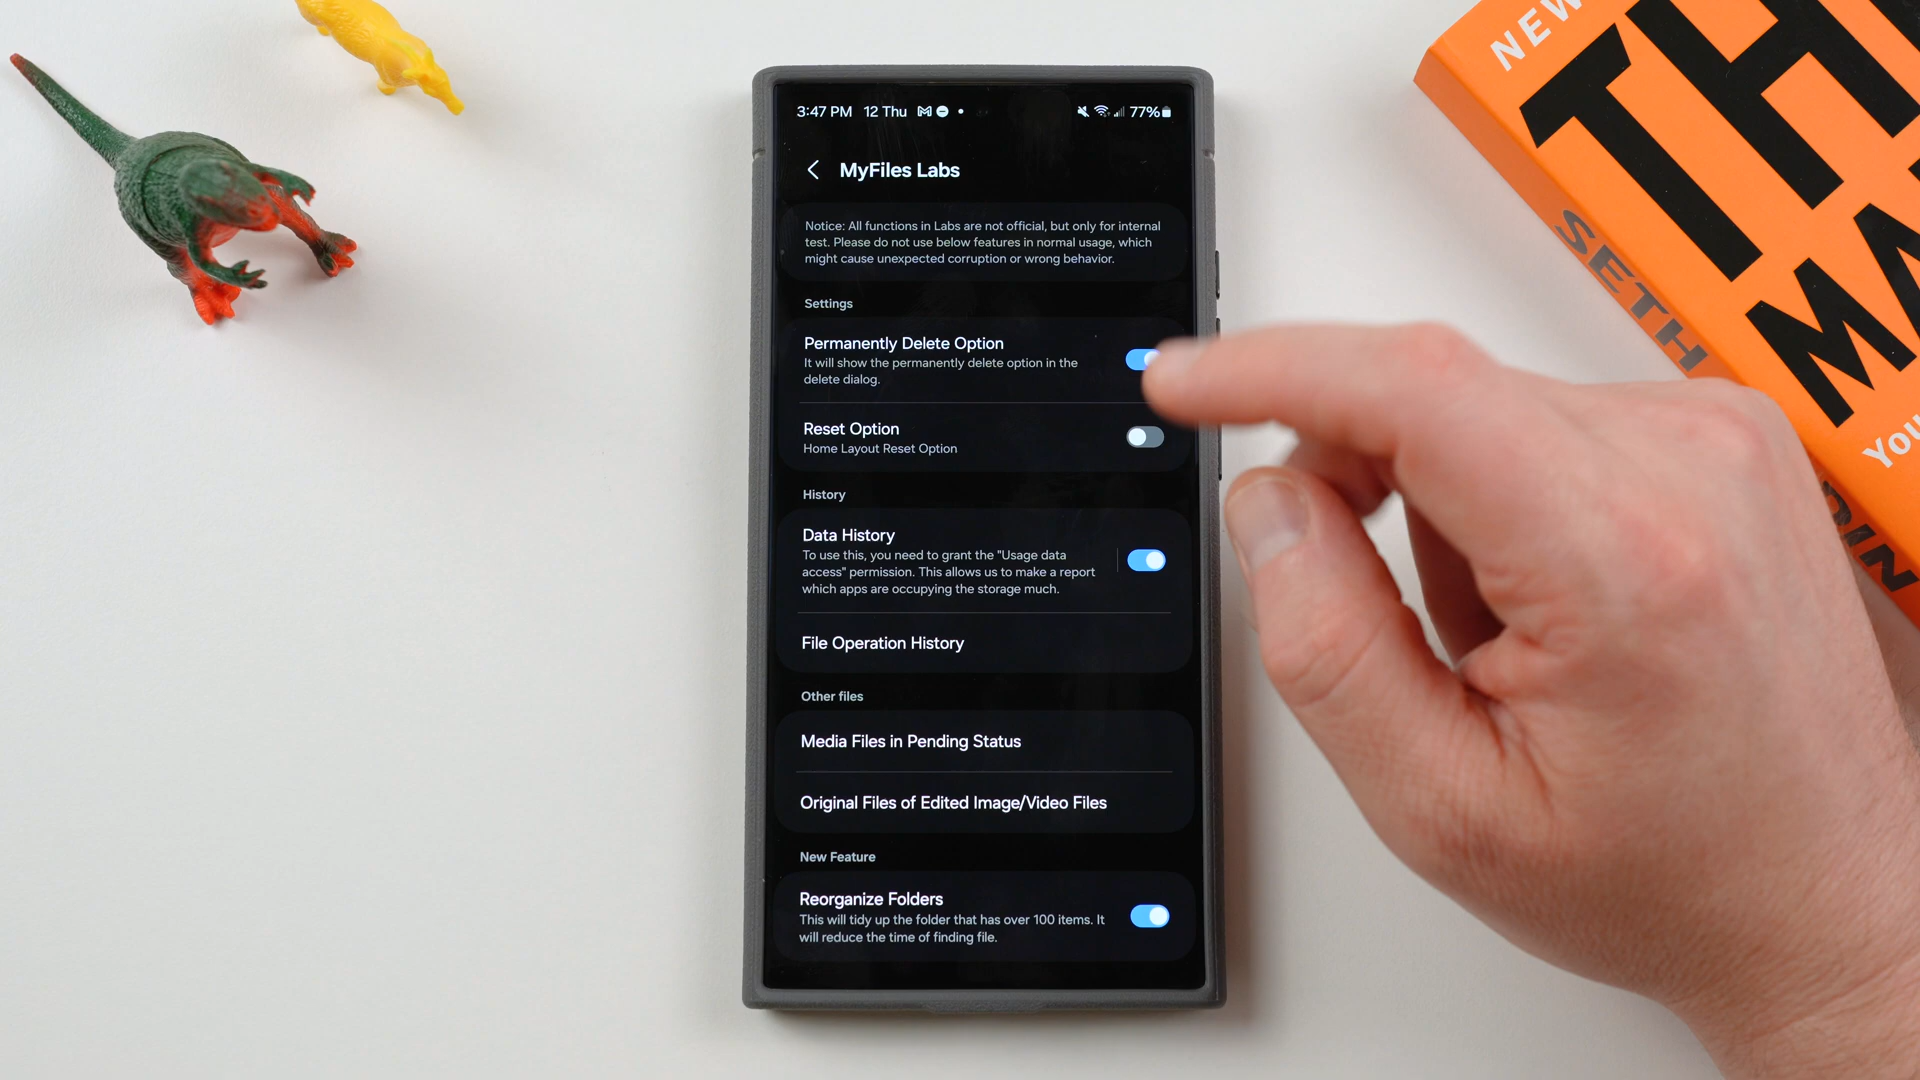 3:47 PM 12 Thu 77%
MyFiles Labs
Notice: All functions in Labs are not official, but only for internal
test. Please do not use below features in normal usage, which
might cause unexpected corruption or wrong behavior.
Settings
Permanently Delete Option
It will show the permanently delete option in the
delete dialog.
Reset Option
Home Layout Reset Option
History
Data History
To use this, you need to grant the "Usage data
access" permission. This allows us to make a report
which apps are occupying the storage much.
File Operation History
Other files
Media Files in Pending Status
Original Files of Edited Image/Video Files
New Feature
Reorganize Folders
This will tidy up the folder that has over 100 items. It
will reduce the time of finding file.
NEW
TH
MA
YOU
SETH